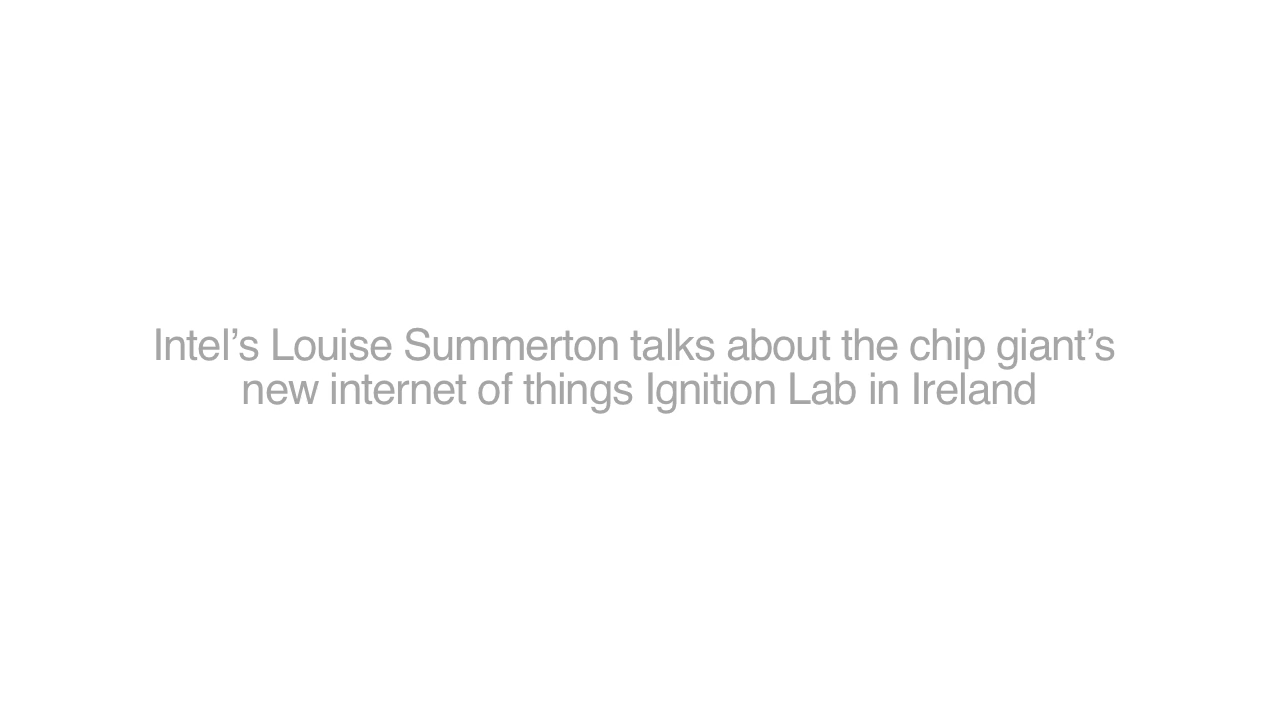 Intel’s Louise Summerton talks about the chip giant’s
new internet of things Ignition Lab in Ireland